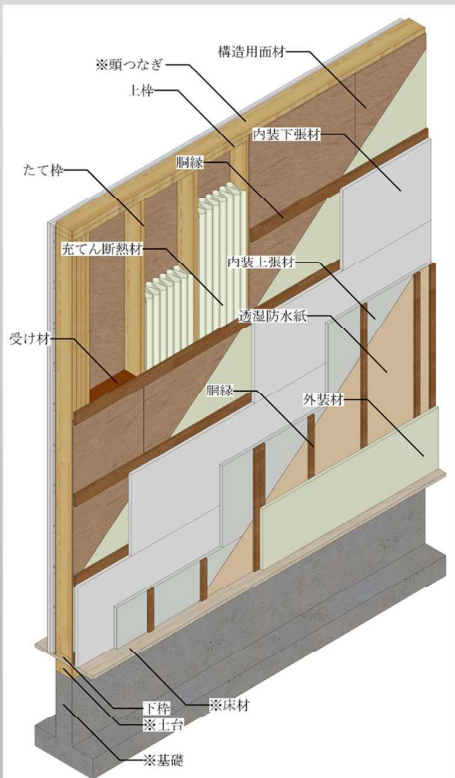 構造用面材
※頭つなぎ
上枠
内装下張材
胴縁
たて枠
充てん断熱材
内装上張材
透湿防水紙
受け材
胴縁
外装材
下枠
※床材
※土台
※基礎